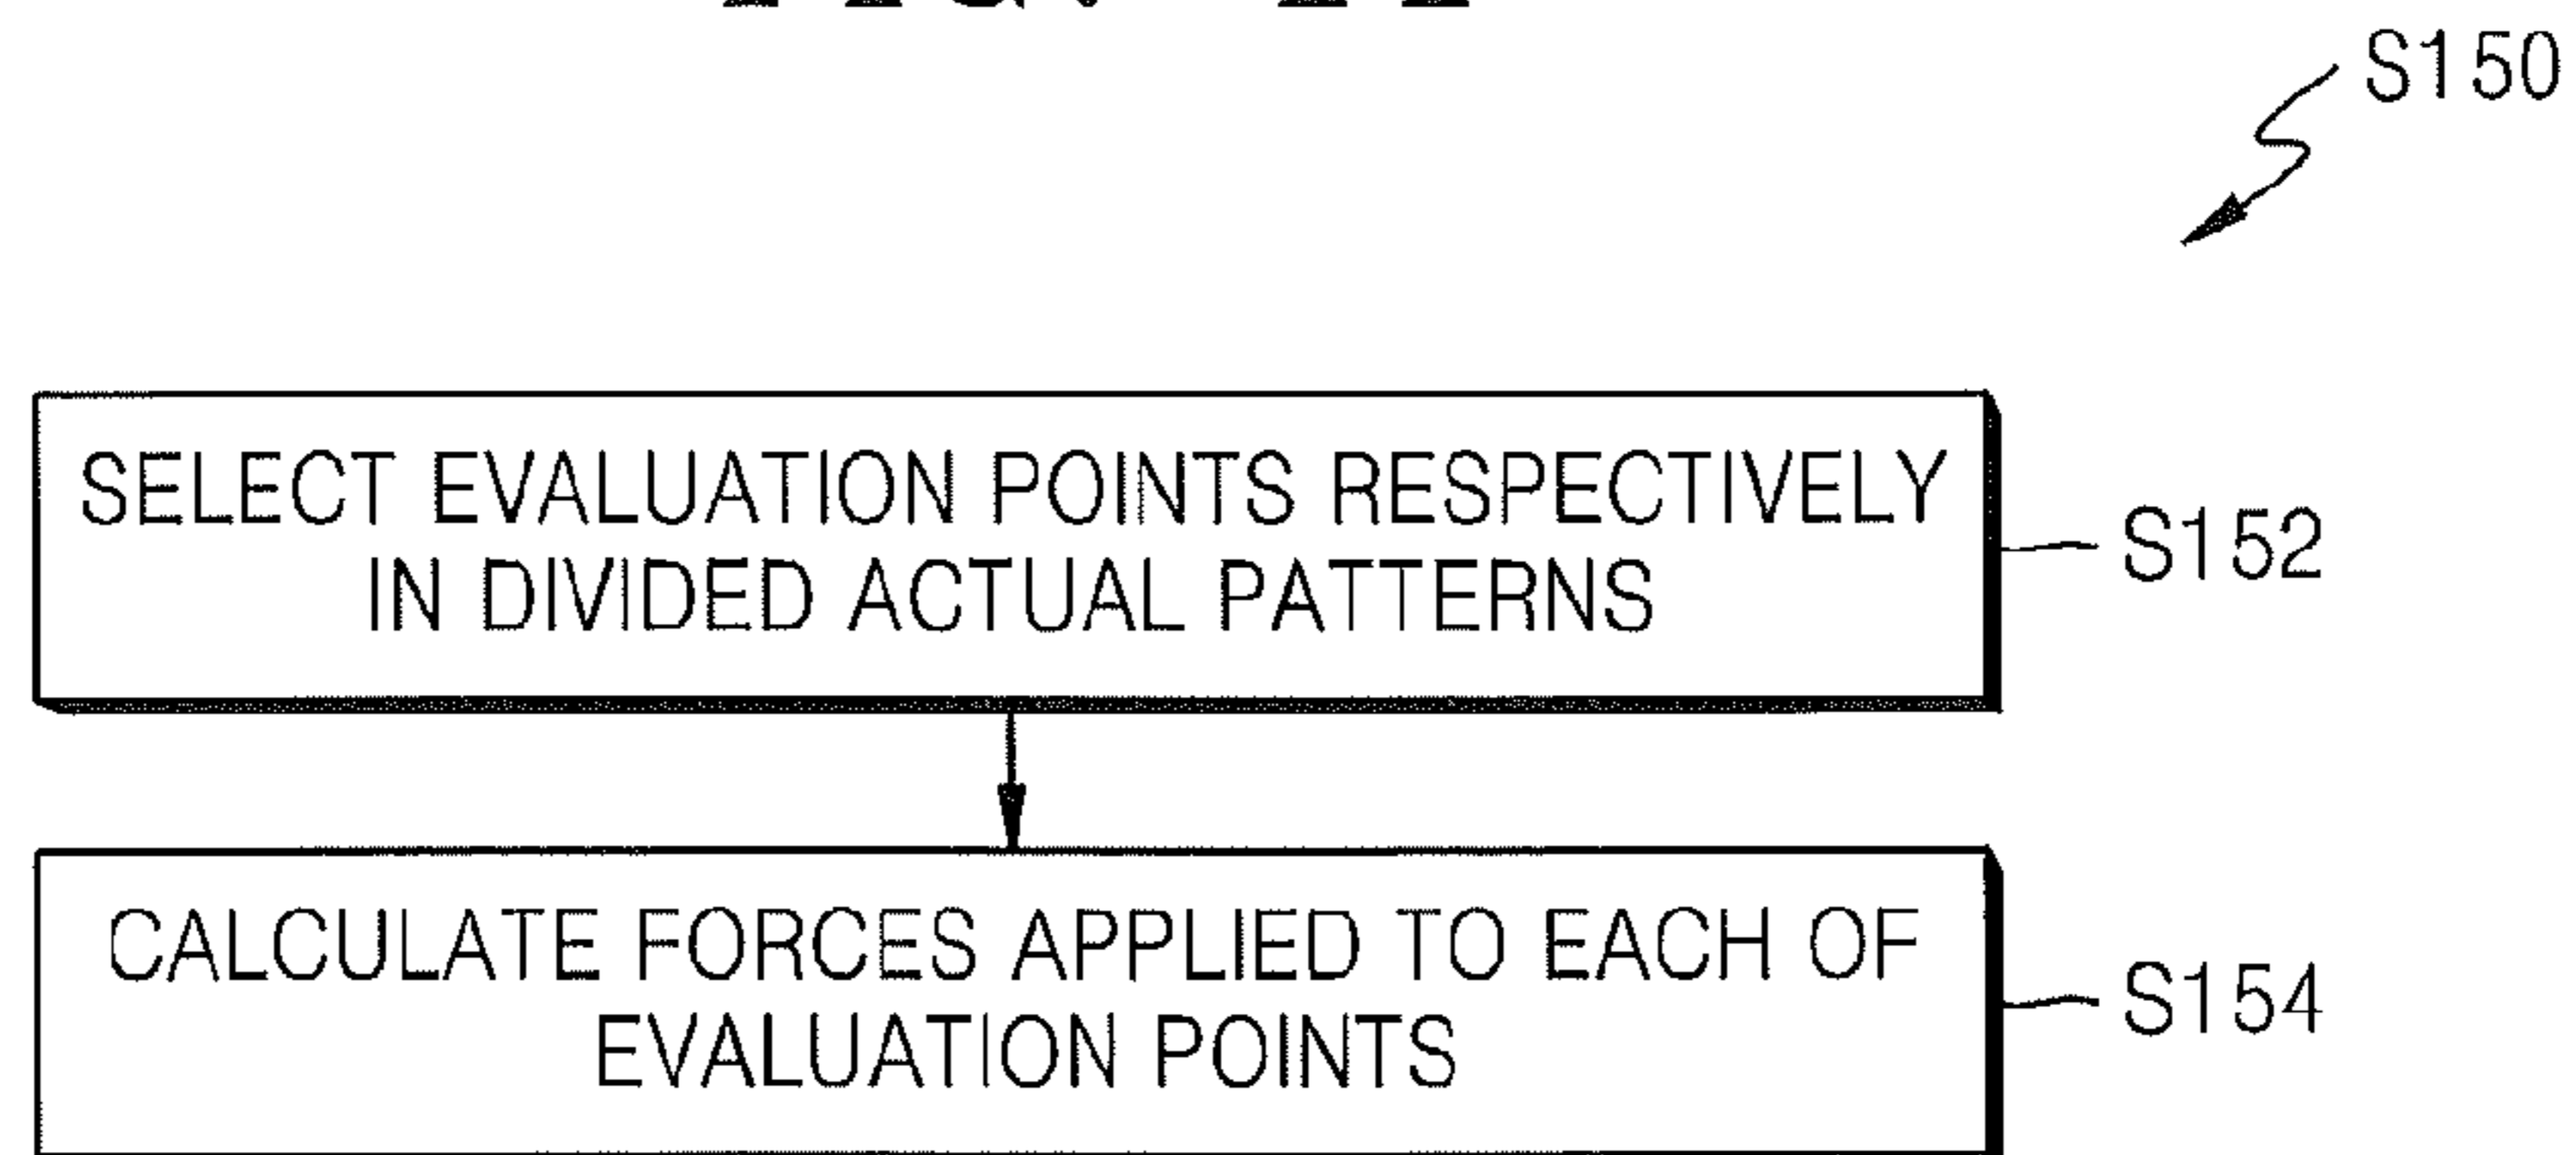 S150
SELECT EVALUATION POINTS RESPECTIVELY
IN DIVIDED ACTUAL PATTERNS
S152
CALCULATE FORCES APPLIED TO EACH OF
EVALUATION POINTS
S154